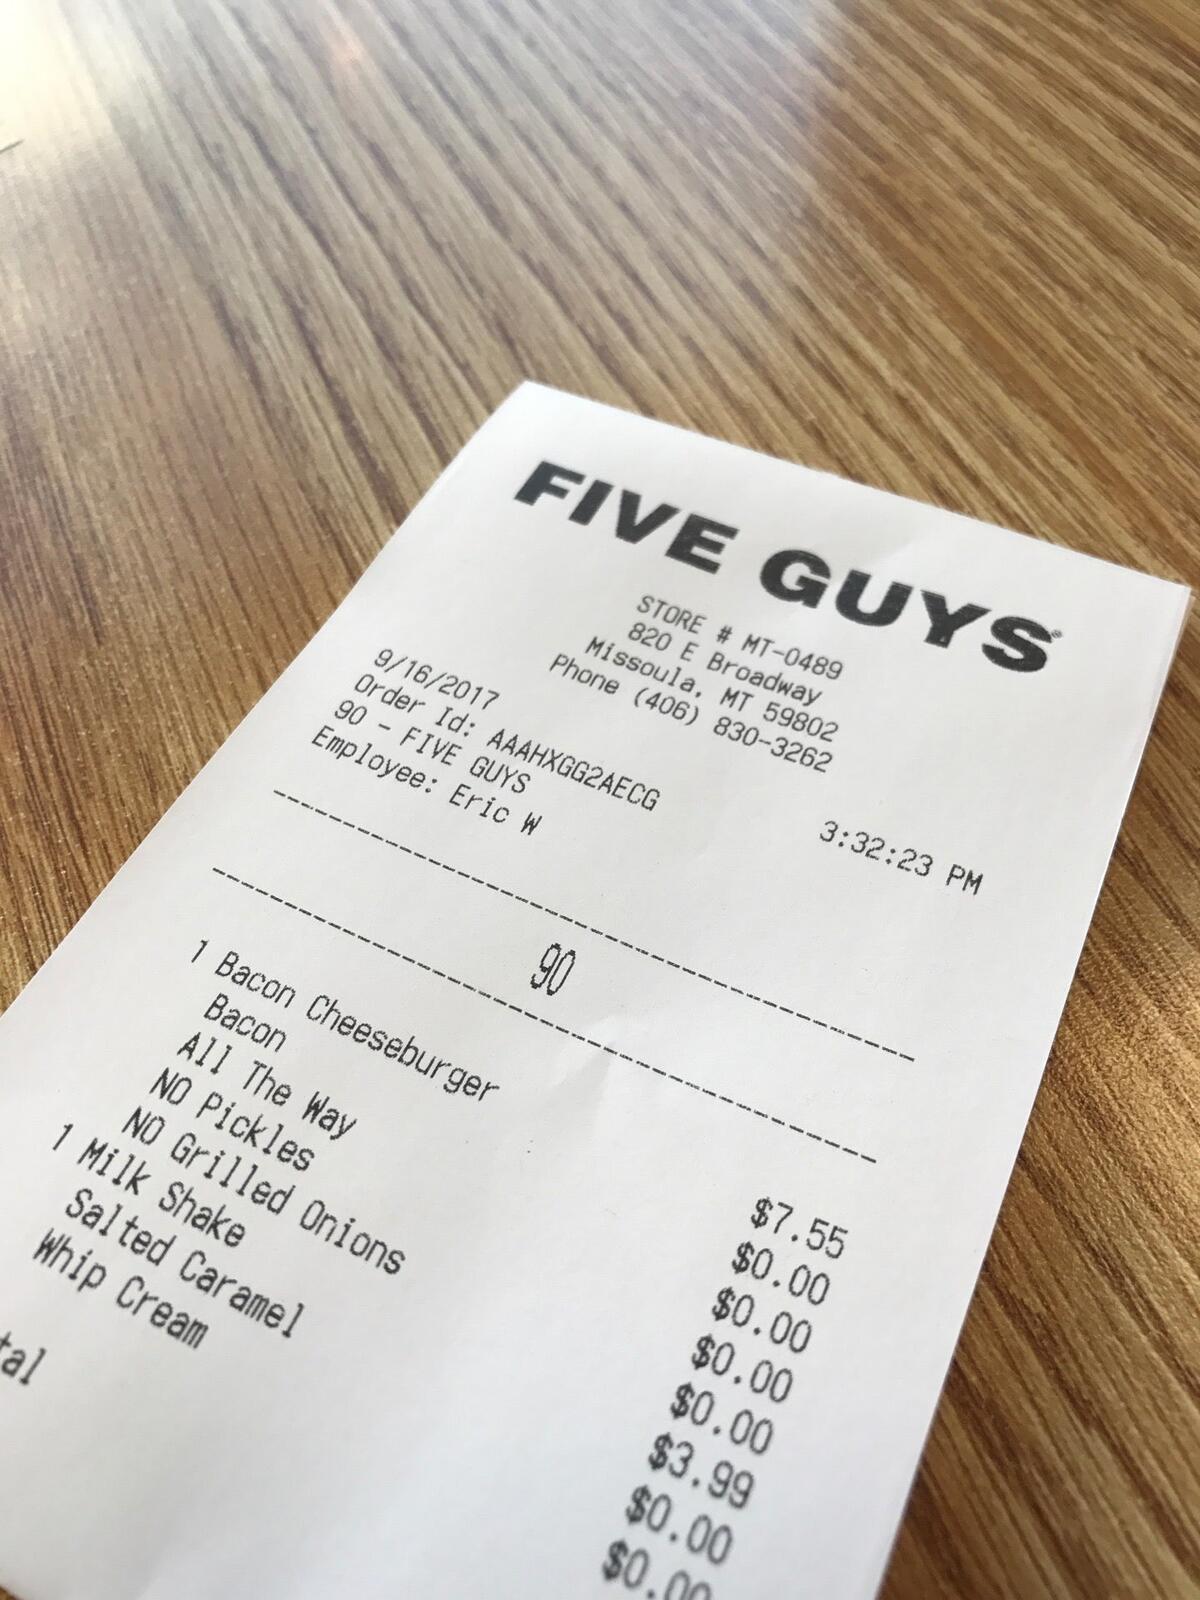 FIVE GUYS®
STORE # MT-0489
820 E Broadway
Missoula, MT 59802
Phone (406) 830-3262
9/16/2017 3:32:23 PM
Order Id: AAAHXGG2AECG
90 - FIVE GUYS
Employee: Eric W
90
1 Bacon Cheeseburger $7.55
Bacon $0.00
All The Way $0.00
NO Pickles $0.00
NO Grilled Onions $0.00
1 Milk Shake $3.99
Salted Caramel $0.00
Whip Cream $0.00
tal